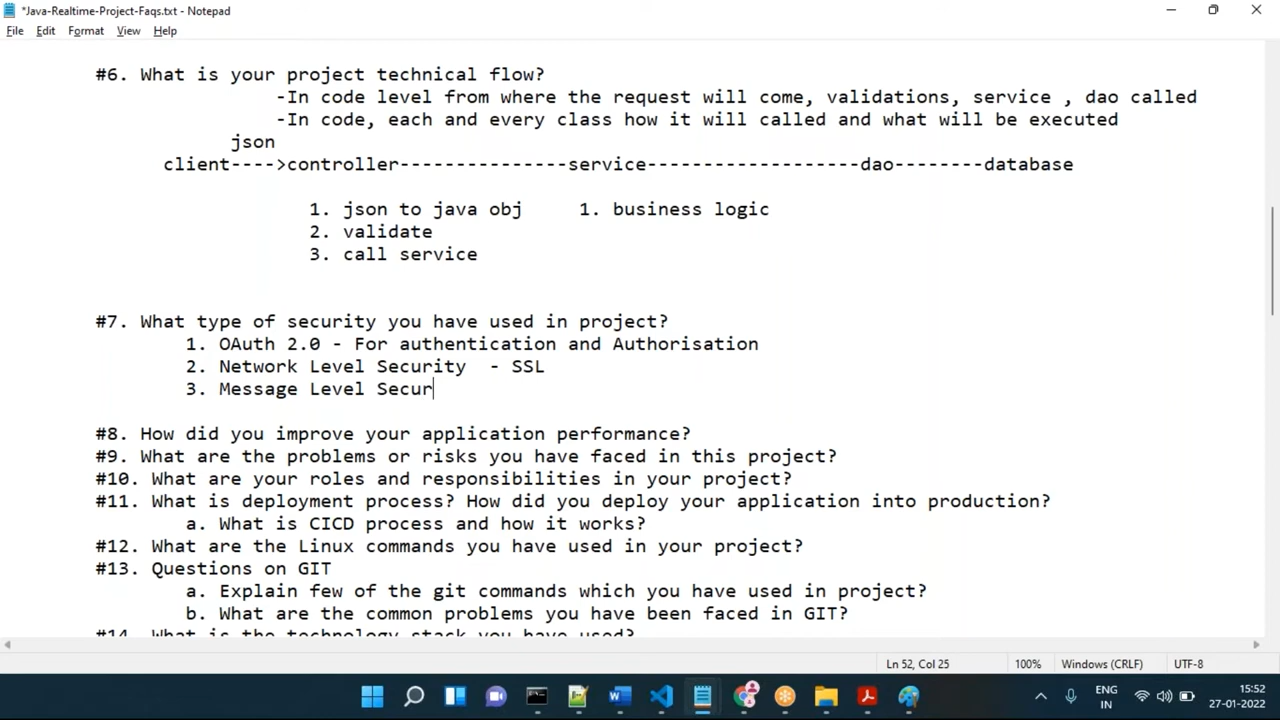 *Java-Realtime-Project-Faqs.txt - Notepad
File Edit Format View Help
#6. What is your project technical flow?
-In code level from where the request will come, validations, service , dao called
-In code, each and every class how it will called and what will be executed
json
client---->controller---------------service-------------------dao--------database
1. json to java obj 1. business logic
2. validate
3. call service
#7. What type of security you have used in project?
1. OAuth 2.0 - For authentication and Authorisation
2. Network Level Security - SSL
3. Message Level Secur
#8. How did you improve your application performance?
#9. What are the problems or risks you have faced in this project?
#10. What are your roles and responsibilities in your project?
#11. What is deployment process? How did you deploy your application into production?
a. What is CICD process and how it works?
#12. What are the Linux commands you have used in your project?
#13. Questions on GIT
a. Explain few of the git commands which you have used in project?
b. What are the common problems you have been faced in GIT?
#14. What is the technology stack you have used?
Ln 52, Col 25 100% Windows (CRLF) UTF-8
ENG
IN
15:52
27-01-2022